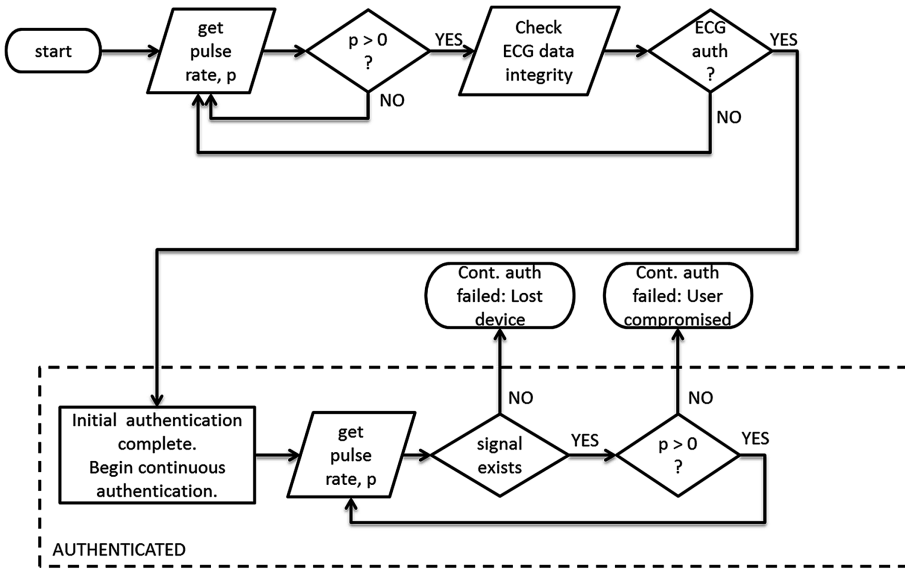 start
get
pulse
rate, p
p > 0
?
YES
NO
Check
ECG data
integrity
ECG
auth
?
YES
NO
Cont. auth
failed: Lost
device
Cont. auth
failed: User
compromised
Initial authentication
complete.
Begin continuous
authentication.
get
pulse
rate, p
signal
exists
NO
YES
p > 0
?
NO
YES
AUTHENTICATED